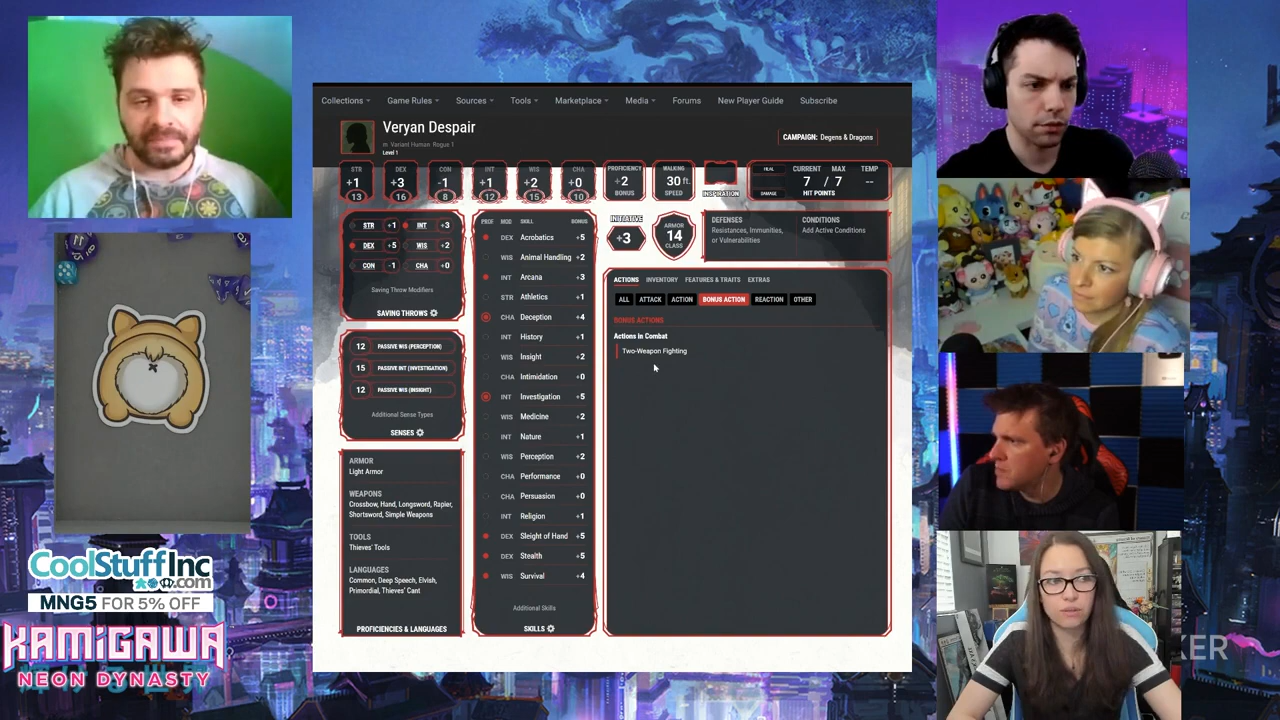 Collections
Game Rules
Sources
Tools
Marketplace
Media
Forums
New Player Guide
Subscribe
Veryan Despair
m Variant Human Rogue 1
Level 1
CAMPAIGN: Degens & Dragons
STR
+1
13
DEX
+3
16
CON
-1
8
INT
+1
12
WIS
+2
15
CHA
+0
10
PROFICIENCY
+2
BONUS
WALKING
30 ft.
SPEED
INSPIRATION
HEAL
DAMAGE
CURRENT MAX TEMP
7 / 7 --
HIT POINTS
STR +1 INT +3
DEX +5 WIS +2
CON -1 CHA +0
Saving Throw Modifiers
SAVING THROWS
12 PASSIVE WIS (PERCEPTION)
15 PASSIVE INT (INVESTIGATION)
12 PASSIVE WIS (INSIGHT)
Additional Sense Types
SENSES
ARMOR
Light Armor
WEAPONS
Crossbow, Hand, Longsword, Rapier,
Shortsword, Simple Weapons
TOOLS
Thieves' Tools
LANGUAGES
Common, Deep Speech, Elvish,
Primordial, Thieves' Cant
PROFICIENCIES & LANGUAGES
PROF MOD SKILL BONUS
DEX Acrobatics +5
WIS Animal Handling +2
INT Arcana +3
STR Athletics +1
CHA Deception +4
INT History +1
WIS Insight +2
CHA Intimidation +0
INT Investigation +5
WIS Medicine +2
INT Nature +1
WIS Perception +2
CHA Performance +0
CHA Persuasion +0
INT Religion +1
DEX Sleight of Hand +5
DEX Stealth +5
WIS Survival +4
Additional Skills
SKILLS
INITIATIVE
+3
ARMOR
14
CLASS
DEFENSES
Resistances, Immunities,
or Vulnerabilities
CONDITIONS
Add Active Conditions
ACTIONS INVENTORY FEATURES & TRAITS EXTRAS
ALL ATTACK ACTION BONUS ACTION REACTION OTHER
BONUS ACTIONS
Actions in Combat
Two-Weapon Fighting
CoolStuffInc
.com
MNG5 FOR 5% OFF
KAMIGAWA
NEON DYNASTY
KER